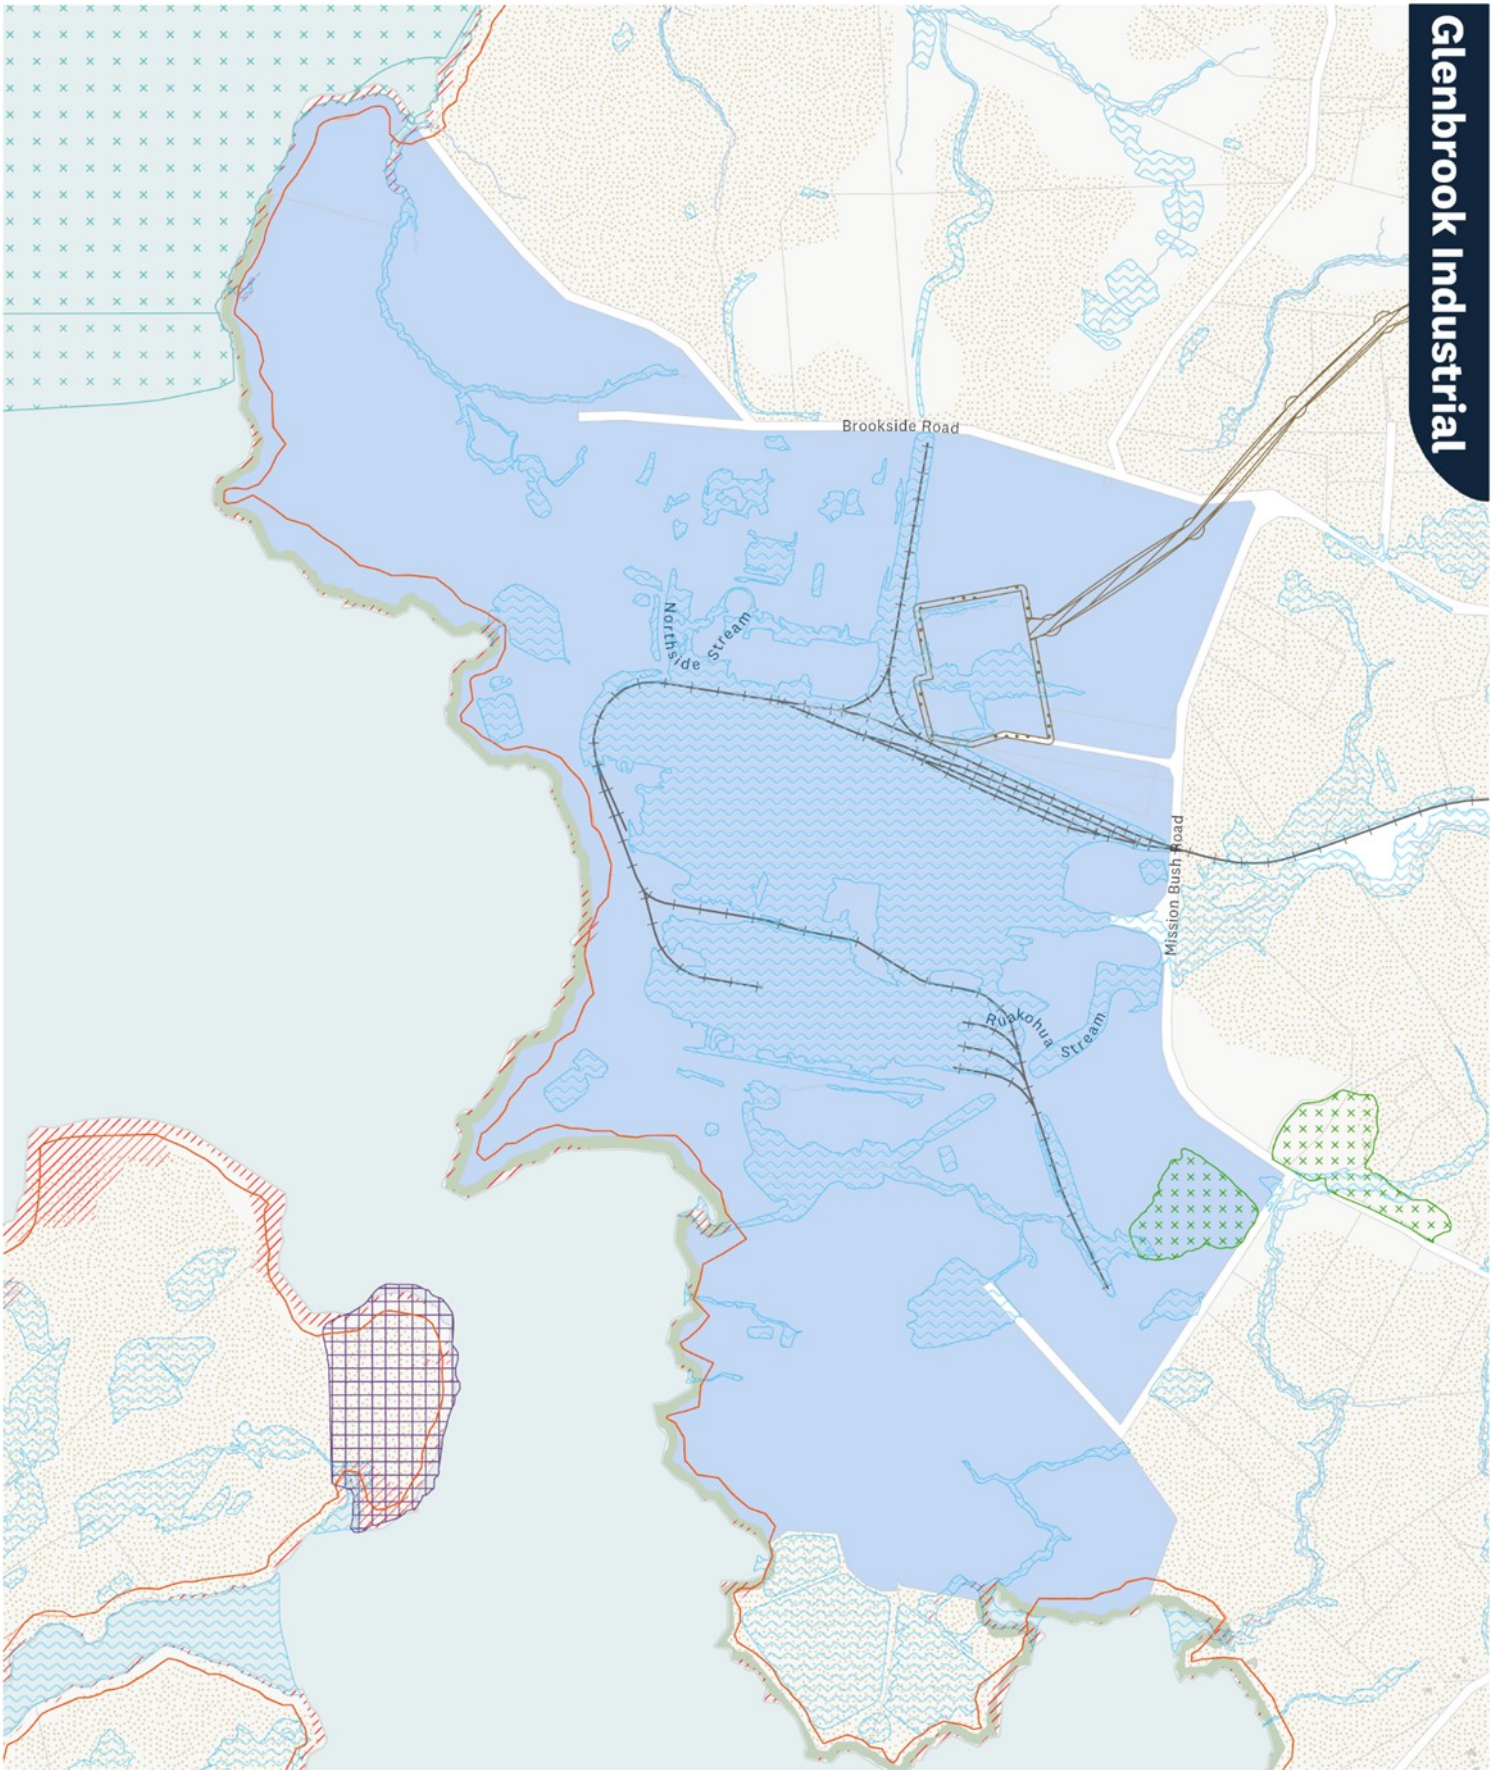 Glenbrook Industrial
Brookside Road
Northside Stream
Mission Bush Road
Ruakohua Stream